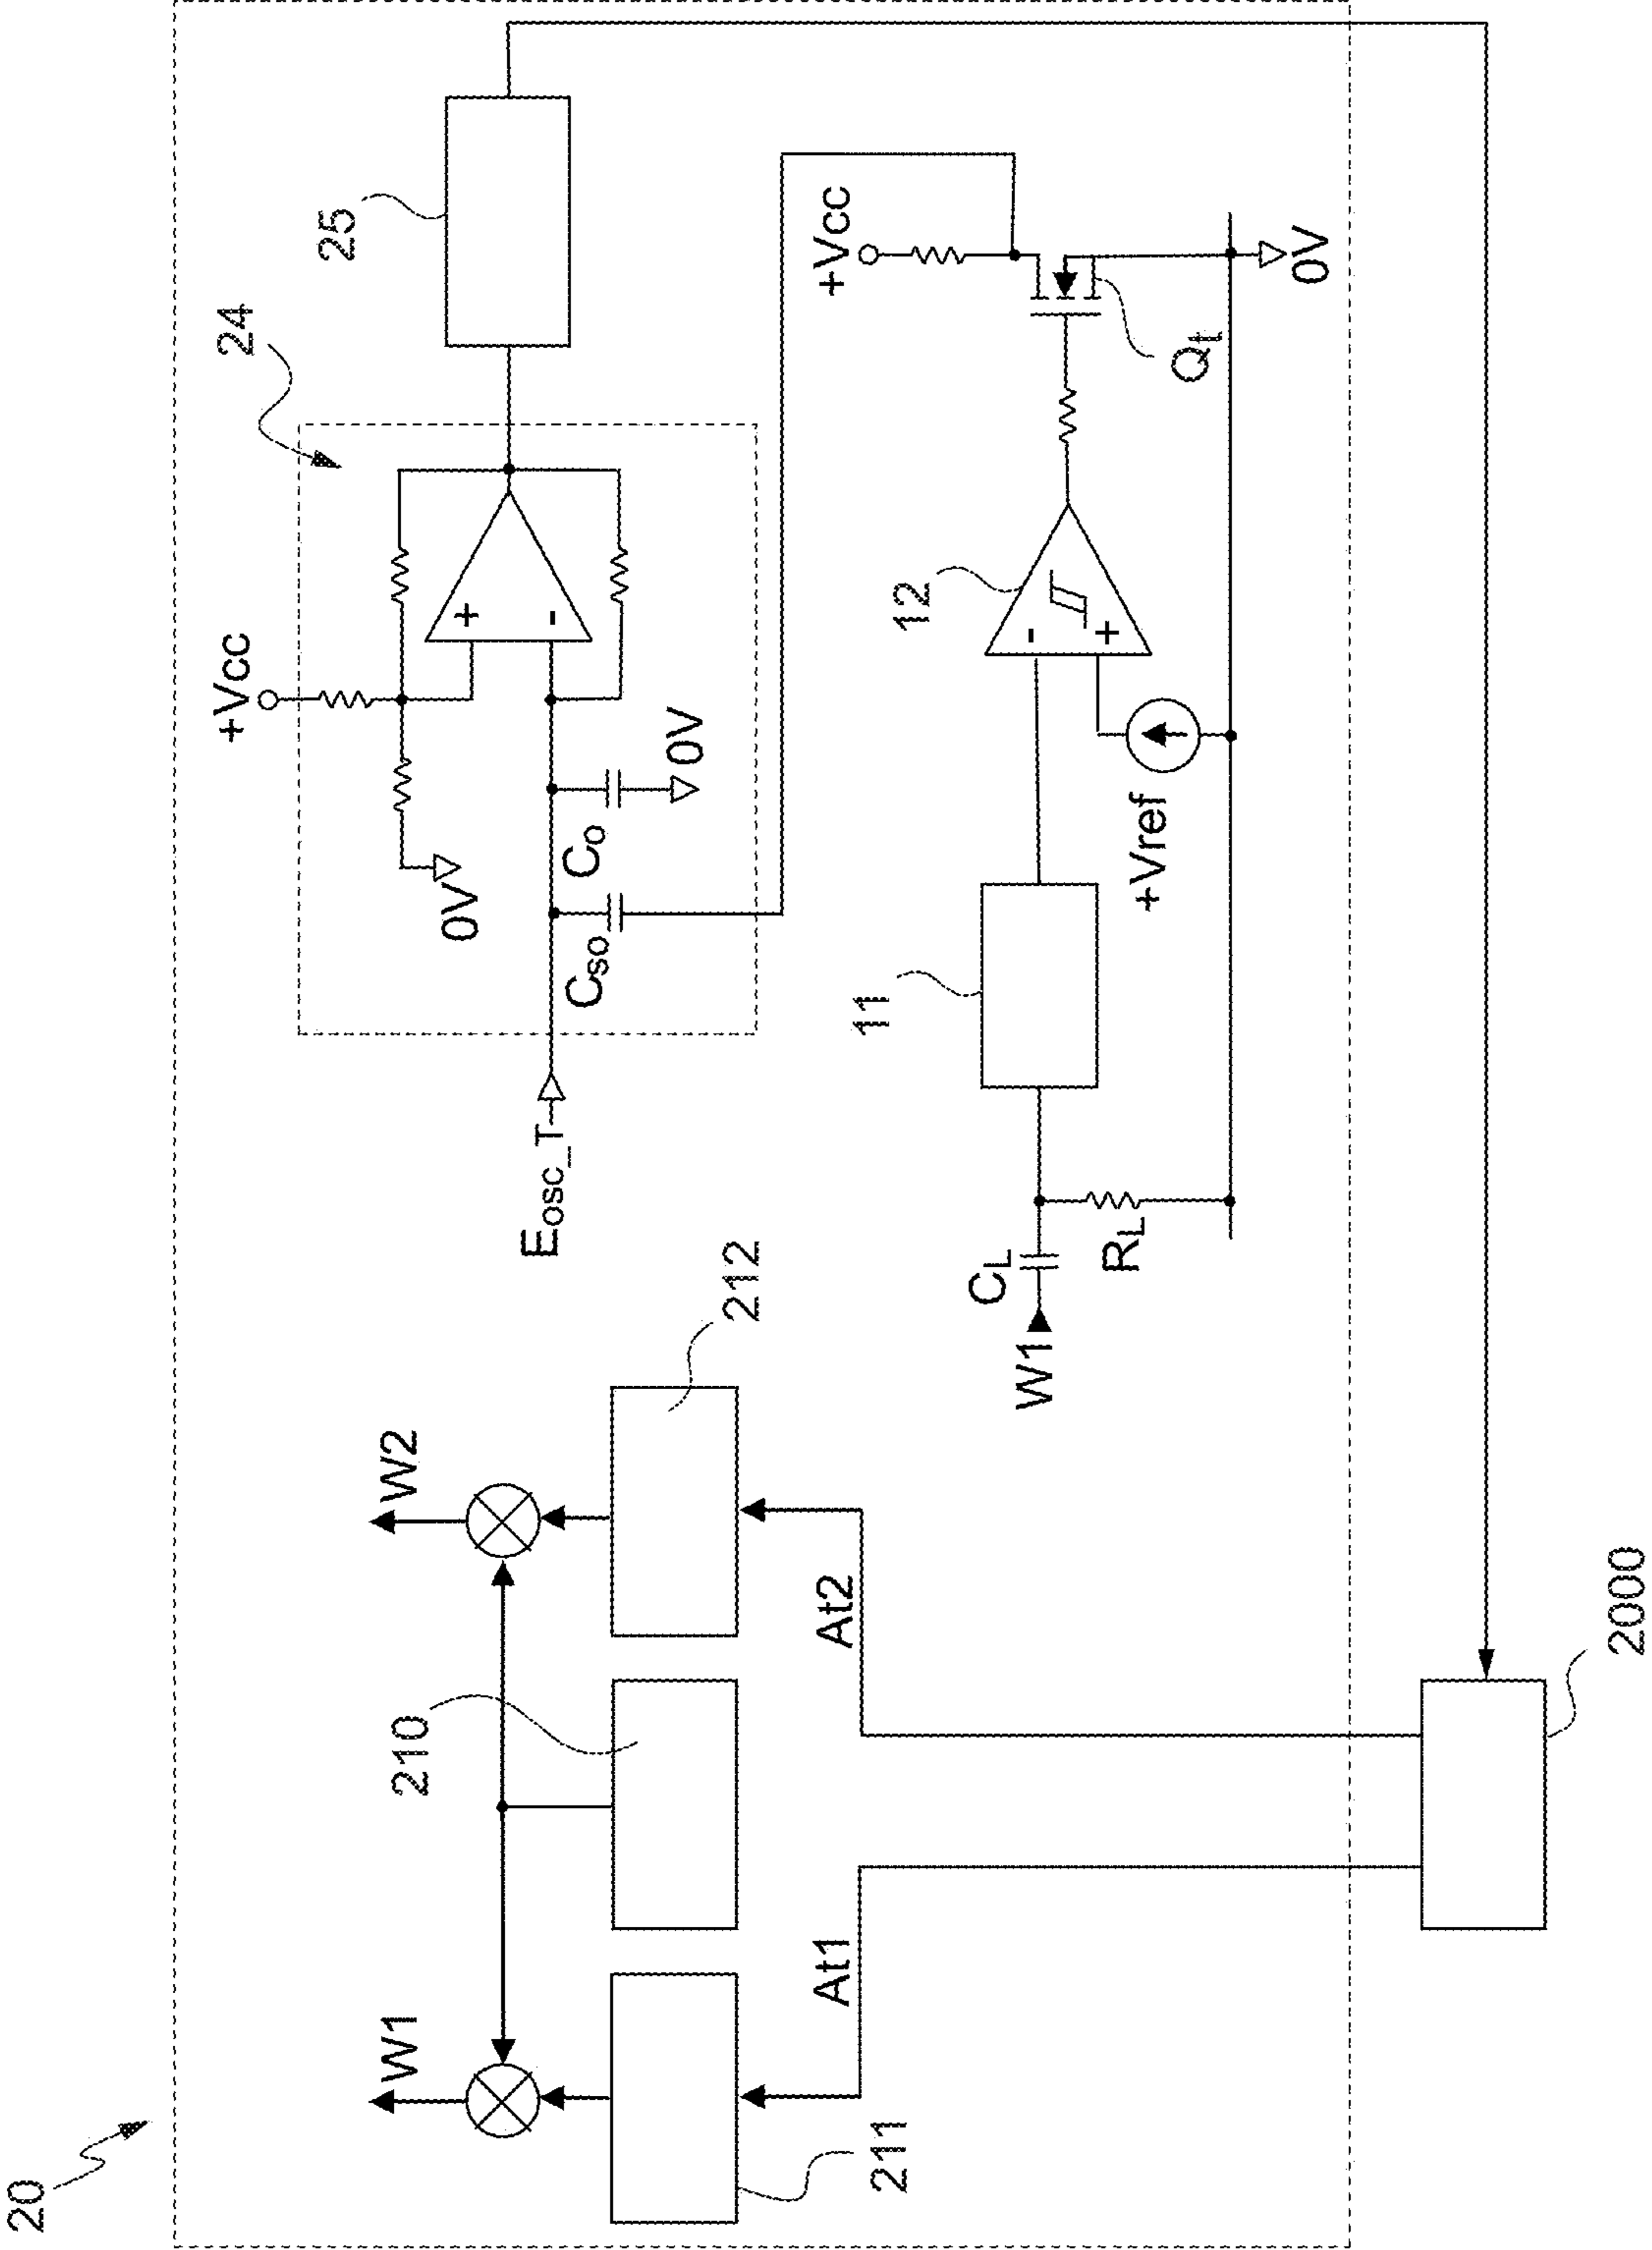 20
W1
W2
210
211
212
At1
At2
2000
+Vcc
24
25
0V
Cso
Co
0V
EOSC_T
11
12
+Vcc
Qt
W1
CL
RL
+Vref
0V